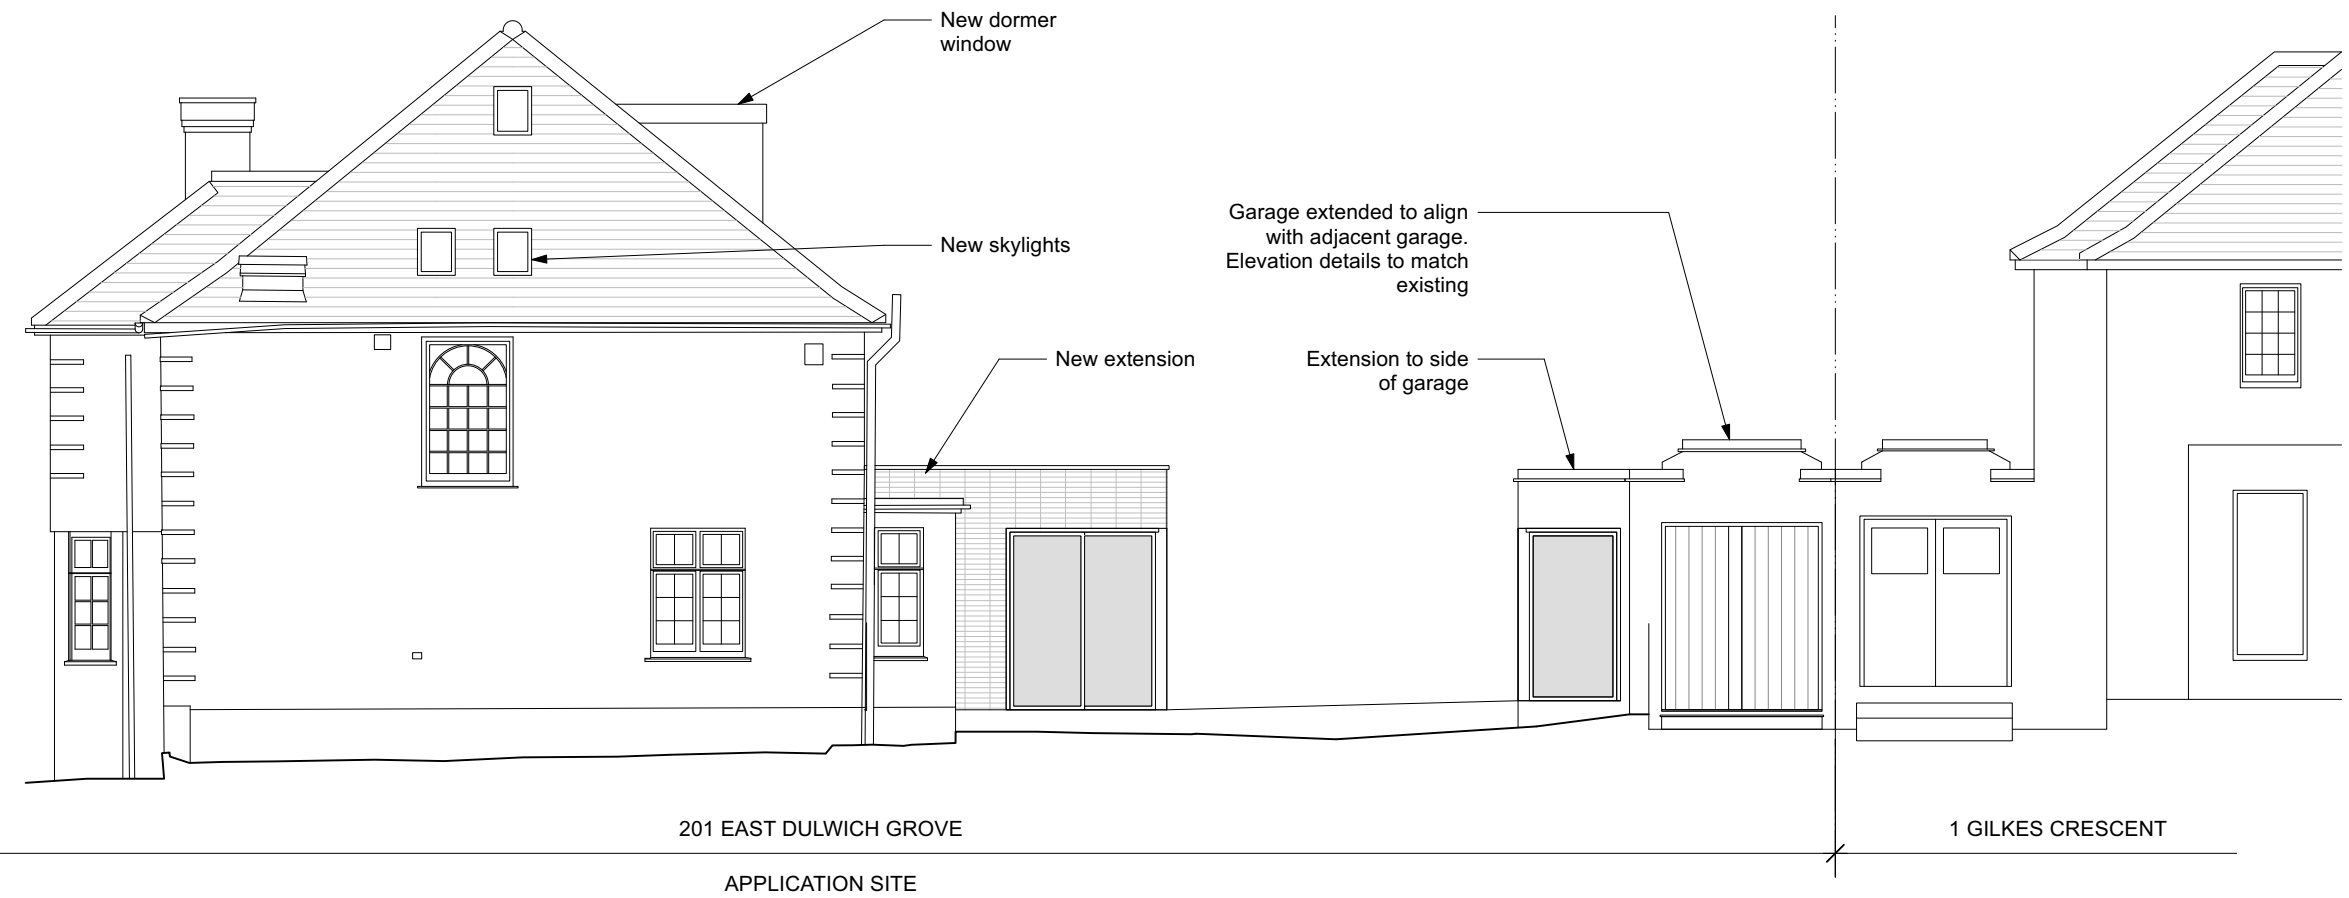 New dormer
window
New skylights
Garage extended to align
with adjacent garage.
Elevation details to match
existing
New extension
Extension to side
of garage
201 EAST DULWICH GROVE
1 GILKES CRESCENT
APPLICATION SITE